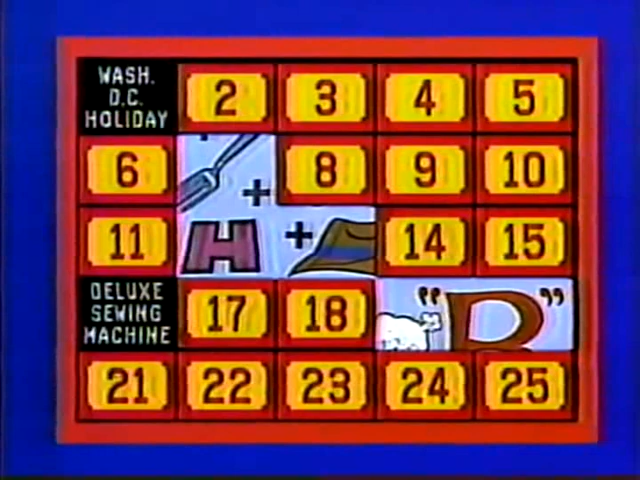 WASH.
D.C.
HOLIDAY
2
3
4
5
6
+
8
9
10
11
H
+
14
15
DELUXE
SEWING
MACHINE
17
18
"R"
21
22
23
24
25